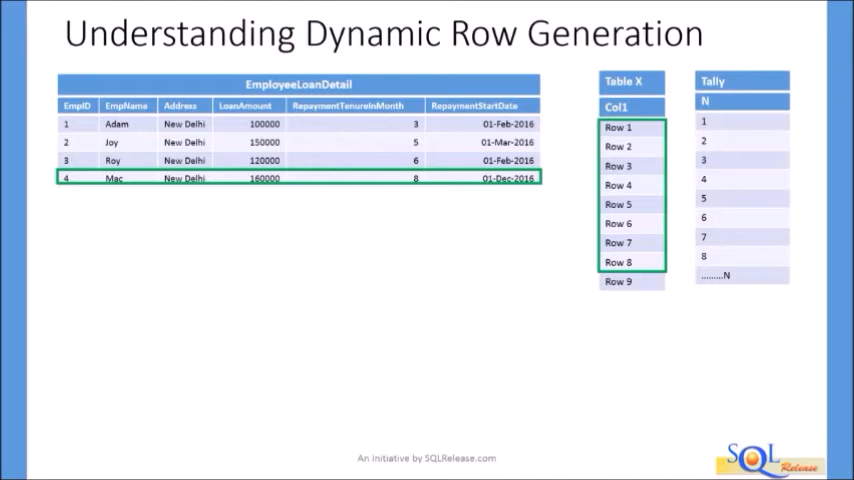 Understanding Dynamic Row Generation
EmployeeLoanDetail
EmpID EmpName Address LoanAmount RepaymentTenureInMonth RepaymentStartDate
1 Adam New Delhi 100000 3 01-Feb-2016
2 Joy New Delhi 150000 5 01-Mar-2016
3 Roy New Delhi 120000 6 01-Feb-2016
4 Mac New Delhi 160000 8 01-Dec-2016
Table X
Col1
Row 1
Row 2
Row 3
Row 4
Row 5
Row 6
Row 7
Row 8
Row 9
Tally
N
1
2
3
4
5
6
7
8
.........N
An Initiative by SQLRelease.com
SQL
Release